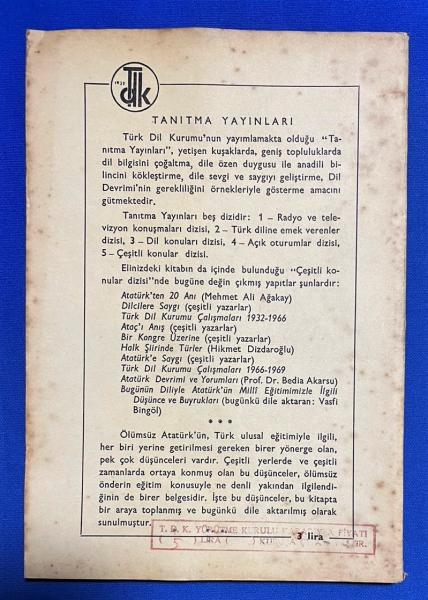 1932
TDK
TANITMA YAYINLARI
Türk Dil Kurumu'nun yayımlamakta olduğu "Ta-
nıtma Yayınları", yetişen kuşaklarda, geniş topluluklarda
dil bilgisini çoğaltma, dile özen duygusu ile anadili bi-
lincini kökleştirme, dile sevgi ve saygıyı geliştirme, Dil
Devrimi'nin gerekliliğini örnekleriyle gösterme amacını
gütmektedir.
Tanıtma Yayınları beş dizidir: 1 – Radyo ve tele-
vizyon konuşmaları dizisi, 2 – Türk diline emek verenler
dizisi, 3 – Dil konuları dizisi, 4 – Açık oturumlar dizisi,
5 – Çeşitli konular dizisi.
Elinizdeki kitabın da içinde bulunduğu "Çeşitli ko-
nular dizisi"nde bugüne değin çıkmış yapıtlar şunlardır:
Atatürk'ten 20 Anı (Mehmet Ali Ağakay)
Dilcilere Saygı (çeşitli yazarlar)
Türk Dil Kurumu Çalışmaları 1932-1966
Ataç'ı Anış (çeşitli yazarlar)
Bir Kongre Üzerine (çeşitli yazarlar)
Halk Şiirinde Türler (Hikmet Dizdaroğlu)
Atatürk'e Saygı (çeşitli yazarlar)
Türk Dil Kurumu Çalışmaları 1966-1969
Atatürk Devrimi ve Yorumları (Prof. Dr. Bedia Akarsu)
Bugünün Diliyle Atatürk'ün Millî Eğitimimizle İlgili
Düşünce ve Buyrukları (bugünkü dile aktaran: Vasfi
Bingöl)
* * *
Ölümsüz Atatürk'ün, Türk ulusal eğitimiyle ilgili,
her biri yerine getirilmesi gereken birer yönerge olan,
pek çok düşünceleri vardır. Çeşitli yerlerde ve çeşitli
zamanlarda ortaya konmuş olan bu düşünceler, ölümsüz
önderin eğitim konusuyle ne denli yakından ilgilendi-
ğinin de birer belgesidir. İşte bu düşünceler, bu kitapta
bir araya toplanmış ve bugünkü dile aktarılmış olarak
sunulmuştur.
T. D. K. YÜRÜTME KURULU FİYATI
( 5 ) LİRA ( ) 3 lira